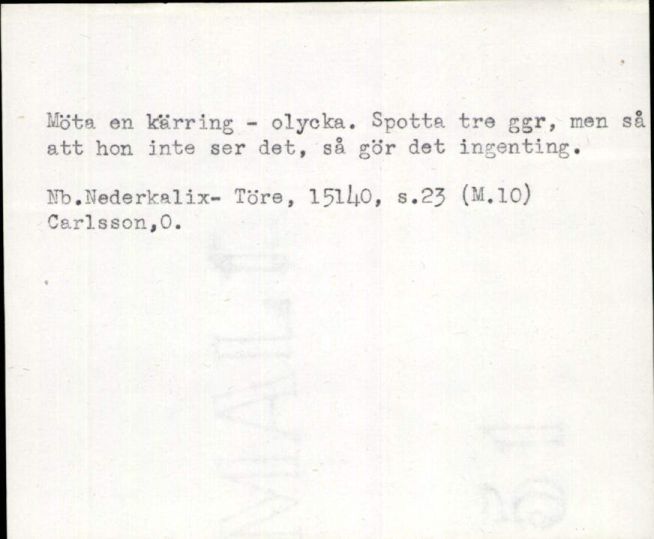 Möta en kärring - olycka. Spotta tre ggr, men så
att hon inte ser det, så gör det ingenting.
Nb.Nederkalix- Töre, 15140, s.23 (M.10)
Carlsson,O.